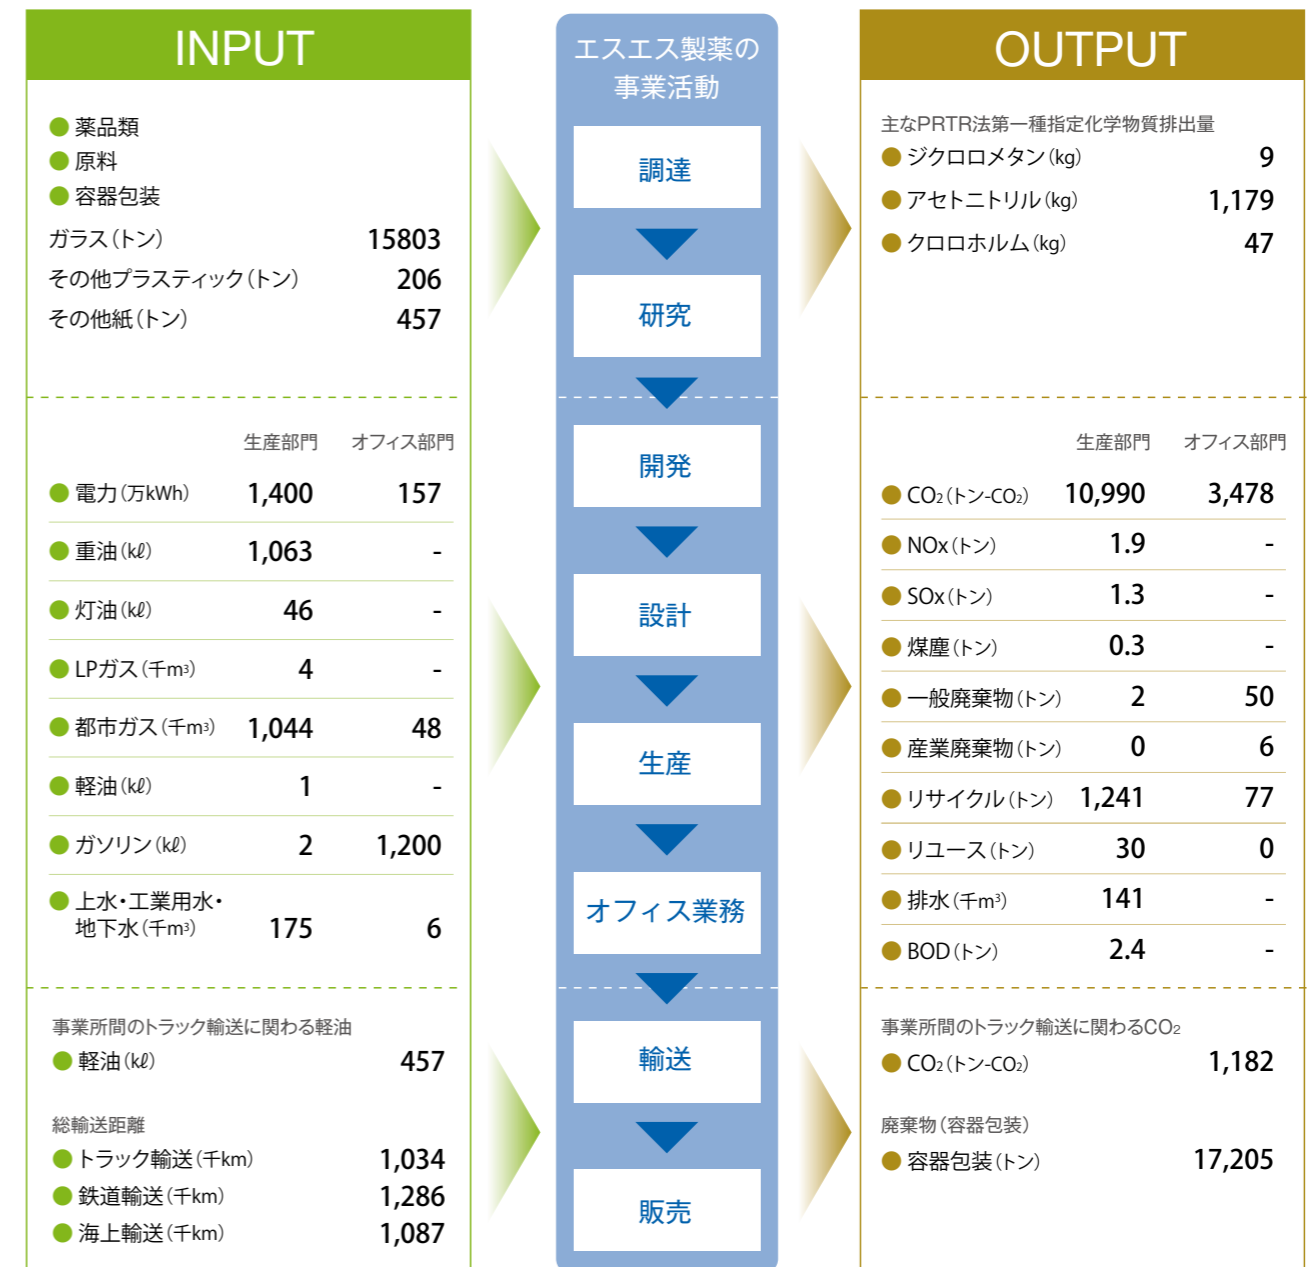 INPUT
● 薬品類
● 原料
● 容器包装
ガラス(トン) 15803
その他プラスティック(トン) 206
その他紙(トン) 457
生産部門 オフィス部門
● 電力(万kWh) 1,400 157
● 重油(kℓ) 1,063 -
● 灯油(kℓ) 46 -
● LPガス(千m³) 4 -
● 都市ガス(千m³) 1,044 48
● 軽油(kℓ) 1 -
● ガソリン(kℓ) 2 1,200
● 上水・工業用水・
地下水(千m³) 175 6
事業所間のトラック輸送に関わる軽油
● 軽油(kℓ) 457
総輸送距離
● トラック輸送(千km) 1,034
● 鉄道輸送(千km) 1,286
● 海上輸送(千km) 1,087
エスエス製薬の
事業活動
調達
研究
開発
設計
生産
オフィス業務
輸送
販売
OUTPUT
主なPRTR法第一種指定化学物質排出量
● ジクロロメタン(kg) 9
● アセトニトリル(kg) 1,179
● クロロホルム(kg) 47
生産部門 オフィス部門
● CO₂(トン-CO₂) 10,990 3,478
● NOx(トン) 1.9 -
● SOx(トン) 1.3 -
● 煤塵(トン) 0.3 -
● 一般廃棄物(トン) 2 50
● 産業廃棄物(トン) 0 6
● リサイクル(トン) 1,241 77
● リユース(トン) 30 0
● 排水(千m³) 141 -
● BOD(トン) 2.4 -
事業所間のトラック輸送に関わるCO₂
● CO₂(トン-CO₂) 1,182
廃棄物(容器包装)
● 容器包装(トン) 17,205